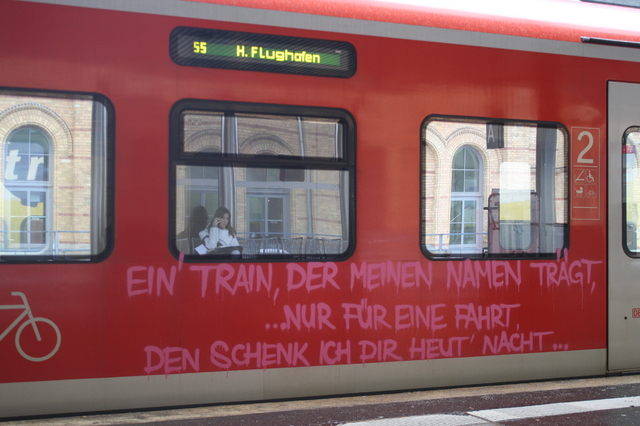 S5 H. Flughafen
tr
2
EIN' TRAIN, DER MEINEN NAMEN TRÄGT,
...NUR FÜR EINE FAHRT,
DEN SCHENK ICH DIR HEUT' NACHT...